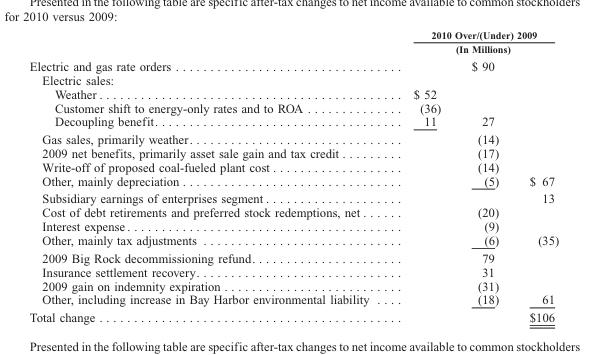 Presented in the following table are specific after-tax changes to net income available to common stockholders
for 2010 versus 2009:
2010 Over/(Under) 2009
(In Millions)
Electric and gas rate orders . . . . . . . . . . . . . . . . . . . . . . . . . . . . . . . . . $ 90
Electric sales:
Weather . . . . . . . . . . . . . . . . . . . . . . . . . . . . . . . . . . . . . . . . . . $ 52
Customer shift to energy-only rates and to ROA . . . . . . . . . . . . . . (36)
Decoupling benefit. . . . . . . . . . . . . . . . . . . . . . . . . . . . . . . . . . . . 11 27
Gas sales, primarily weather. . . . . . . . . . . . . . . . . . . . . . . . . . . . . . . (14)
2009 net benefits, primarily asset sale gain and tax credit . . . . . . . . . (17)
Write-off of proposed coal-fueled plant cost . . . . . . . . . . . . . . . . . . . (14)
Other, mainly depreciation . . . . . . . . . . . . . . . . . . . . . . . . . . . . . . . . (5) $ 67
Subsidiary earnings of enterprises segment . . . . . . . . . . . . . . . . . . . . 13
Cost of debt retirements and preferred stock redemptions, net . . . . . . (20)
Interest expense . . . . . . . . . . . . . . . . . . . . . . . . . . . . . . . . . . . . . . . . (9)
Other, mainly tax adjustments . . . . . . . . . . . . . . . . . . . . . . . . . . . . . (6) (35)
2009 Big Rock decommissioning refund. . . . . . . . . . . . . . . . . . . . . . 79
Insurance settlement recovery. . . . . . . . . . . . . . . . . . . . . . . . . . . . . . 31
2009 gain on indemnity expiration . . . . . . . . . . . . . . . . . . . . . . . . . . (31)
Other, including increase in Bay Harbor environmental liability . . . . (18) 61
Total change . . . . . . . . . . . . . . . . . . . . . . . . . . . . . . . . . . . . . . . . . . . . $106
Presented in the following table are specific after-tax changes to net income available to common stockholders